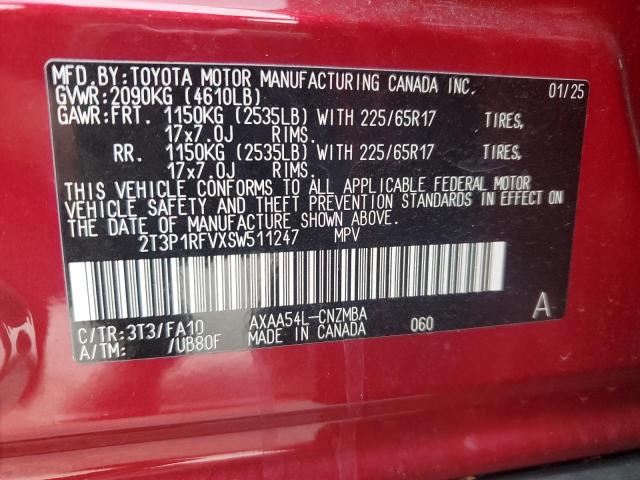 MFD.BY:TOYOTA MOTOR MANUFACTURING CANADA INC. 01/25
GVWR:2090KG (4610LB)
GAWR:FRT. 1150KG (2535LB) WITH 225/65R17 TIRES,
17x7.0J RIMS.
RR. 1150KG (2535LB) WITH 225/65R17 TIRES,
17x7.0J RIMS.
THIS VEHICLE CONFORMS TO ALL APPLICABLE FEDERAL MOTOR
VEHICLE SAFETY AND THEFT PREVENTION STANDARDS IN EFFECT ON
THE DATE OF MANUFACTURE SHOWN ABOVE.
2T3P1RFVXSW511247 MPV
C/TR:3T3/FA10 AXAA54L-CNZMBA 060 A
A/TM: /UB80F MADE IN CANADA